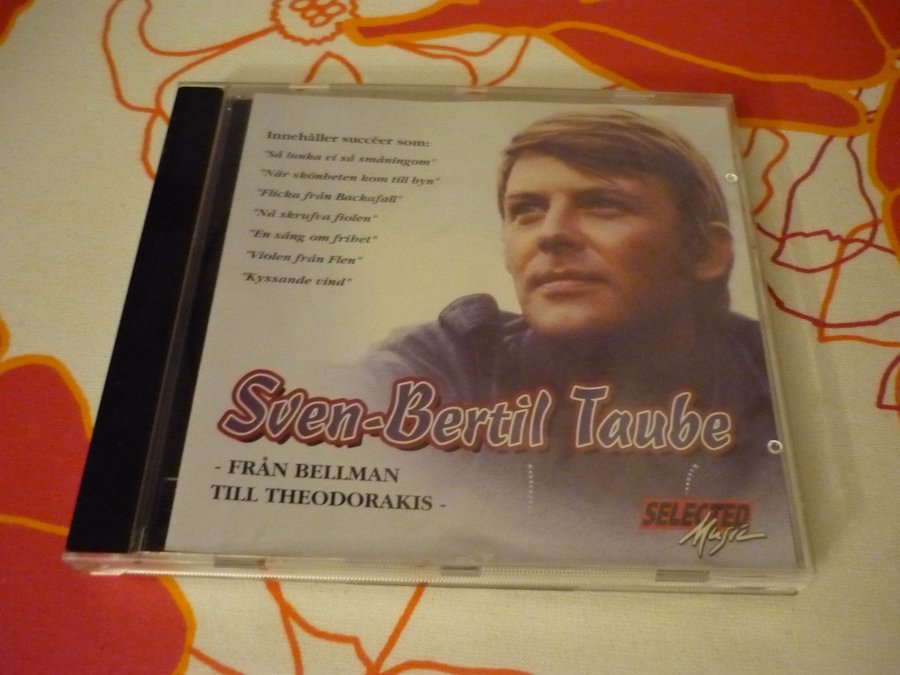 Innehåller succéer som:
"Så lunka vi så småningom"
"När skönheten kom till byn"
"Flicka från Backafall"
"Nå skrufva fiolen"
"En sång om frihet"
"Violen från Flen"
"Kyssande vind"
Sven-Bertil Taube
- FRÅN BELLMAN
TILL THEODORAKIS -
SELECTED
Music